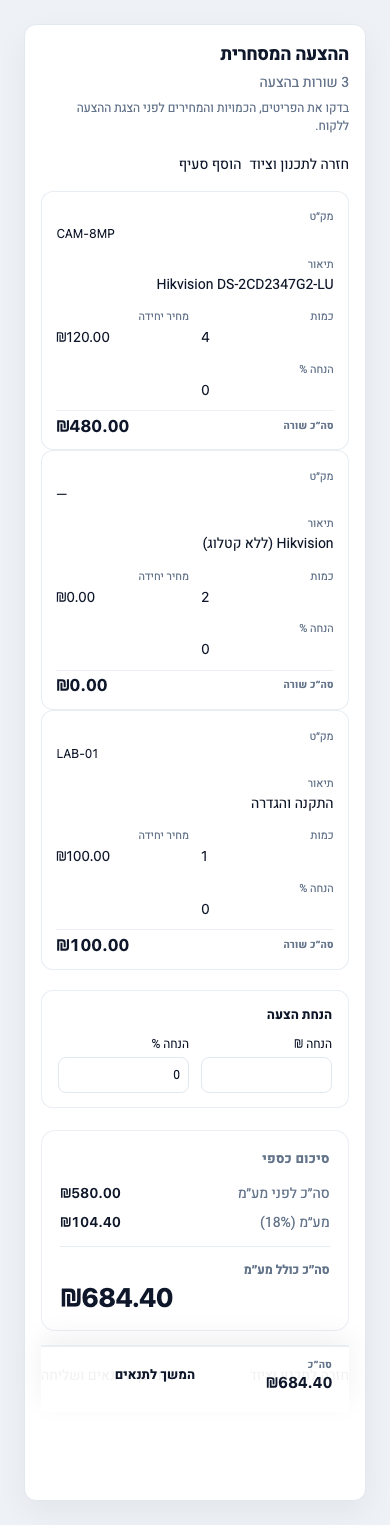 ההצעה המסחרית
3 שורות בהצעה
בדקו את הפריטים, הכמויות והמחירים לפני הצגת ההצעה
ללקוח.
חזרה לתכנון וציוד הוסף סעיף
מק״ט
CAM-8MP
תיאור
Hikvision DS-2CD2347G2-LU
כמות מחיר יחידה
4 ₪120.00
הנחה %
0
סה״כ שורה ₪480.00
מק״ט
—
תיאור
Hikvision (ללא קטלוג)
כמות מחיר יחידה
2 ₪0.00
הנחה %
0
סה״כ שורה ₪0.00
מק״ט
LAB-01
תיאור
התקנה והגדרה
כמות מחיר יחידה
1 ₪100.00
הנחה %
0
סה״כ שורה ₪100.00
הנחת הצעה
הנחה ₪ הנחה %
0
סיכום כספי
סה״כ לפני מע״מ ₪580.00
מע״מ (18%) ₪104.40
סה״כ כולל מע״מ
₪684.40
סה״כ
₪684.40 המשך לתנאים